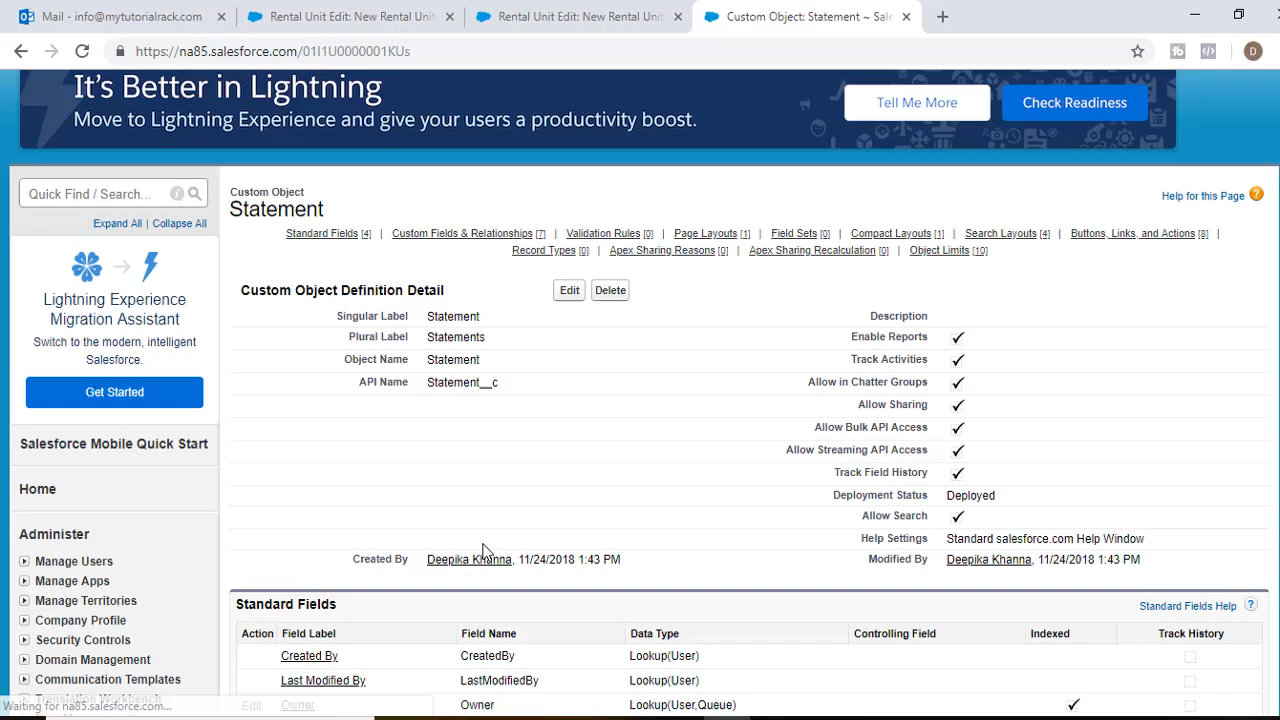 Mail - info@mytutorialrack.com
Rental Unit Edit: New Rental Unit
Rental Unit Edit: New Rental Unit
Custom Object: Statement ~ Sale
https://na85.salesforce.com/01I1U0000001KUs
D
It's Better in Lightning
Move to Lightning Experience and give your users a productivity boost.
Tell Me More
Check Readiness
Quick Find / Search...
Expand All | Collapse All
Lightning Experience
Migration Assistant
Switch to the modern, intelligent
Salesforce.
Get Started
Salesforce Mobile Quick Start
Home
Administer
Manage Users
Manage Apps
Manage Territories
Company Profile
Security Controls
Domain Management
Communication Templates
Translation Workbench
Waiting for na85.salesforce.com...
Custom Object
Statement
Help for this Page
Standard Fields [4] | Custom Fields & Relationships [7] | Validation Rules [0] | Page Layouts [1] | Field Sets [0] | Compact Layouts [1] | Search Layouts [4] | Buttons, Links, and Actions [8] |
Record Types [0] | Apex Sharing Reasons [0] | Apex Sharing Recalculation [0] | Object Limits [10]
Custom Object Definition Detail
Edit
Delete
Singular Label Statement Description
Plural Label Statements Enable Reports
Object Name Statement Track Activities
API Name Statement__c Allow in Chatter Groups
Allow Sharing
Allow Bulk API Access
Allow Streaming API Access
Track Field History
Deployment Status Deployed
Allow Search
Help Settings Standard salesforce.com Help Window
Created By Deepika Khanna, 11/24/2018 1:43 PM Modified By Deepika Khanna, 11/24/2018 1:43 PM
Standard Fields
Standard Fields Help ?
Action Field Label Field Name Data Type Controlling Field Indexed Track History
Created By CreatedBy Lookup(User)
Last Modified By LastModifiedBy Lookup(User)
Edit Owner Owner Lookup(User,Queue)